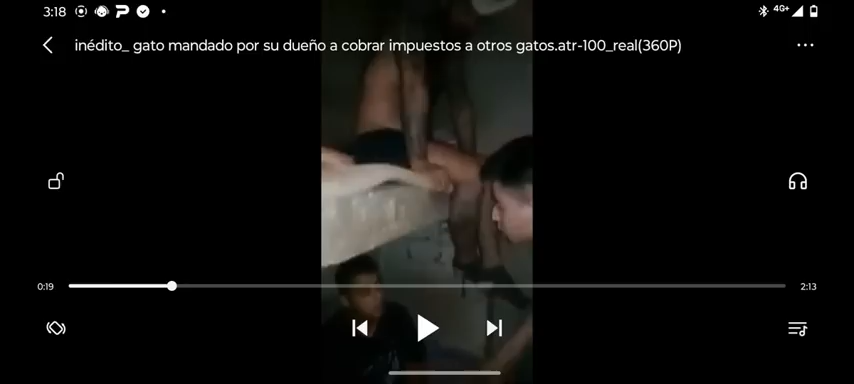 3:18
4G+
inédito_ gato mandado por su dueño a cobrar impuestos a otros gatos.atr-100_real(360P)
0:19
2:13